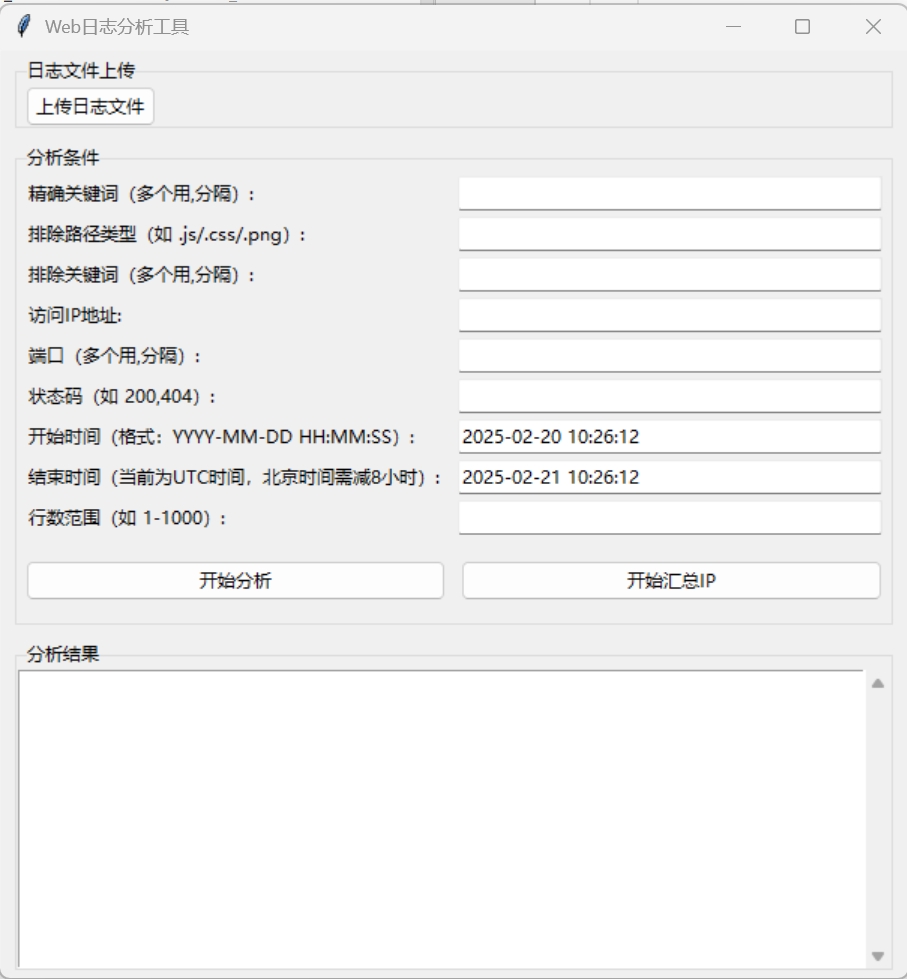 Web日志分析工具
日志文件上传
上传日志文件
分析条件
精确关键词（多个用,分隔）:
排除路径类型（如 .js/.css/.png）:
排除关键词（多个用,分隔）:
访问IP地址:
端口（多个用,分隔）:
状态码（如 200,404）:
开始时间（格式：YYYY-MM-DD HH:MM:SS）: 2025-02-20 10:26:12
结束时间（当前为UTC时间，北京时间需减8小时）: 2025-02-21 10:26:12
行数范围（如 1-1000）:
开始分析 开始汇总IP
分析结果